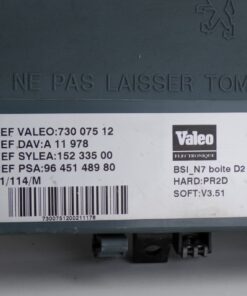 NE PAS LAISSER TOM
EF VALEO:730 075 12
EF.DAV:A 11 978
EF SYLEA:152 335 00
EF PSA:96 451 489 80
1/114/M
7300751200211178
Valeo
ELECTRONIQUE
BSI_N7 boite D2
HARD:PR2D
SOFT:V3.51